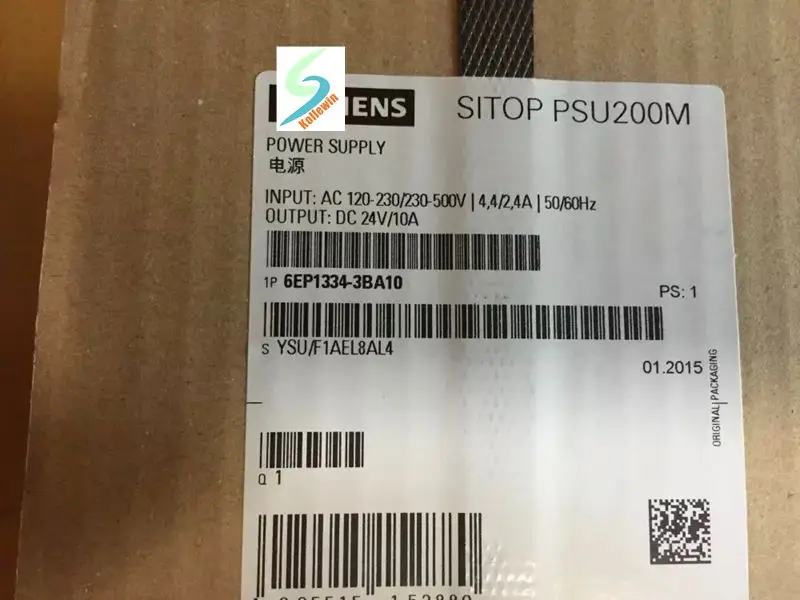 Kollewin
ENS
SITOP PSU200M
POWER SUPPLY
电源
INPUT: AC 120-230/230-500V | 4,4/2,4A | 50/60Hz
OUTPUT: DC 24V/10A
1P 6EP1334-3BA10
PS: 1
S YSU/F1AEL8AL4
01.2015
ORIGINAL PACKAGING
Q 1